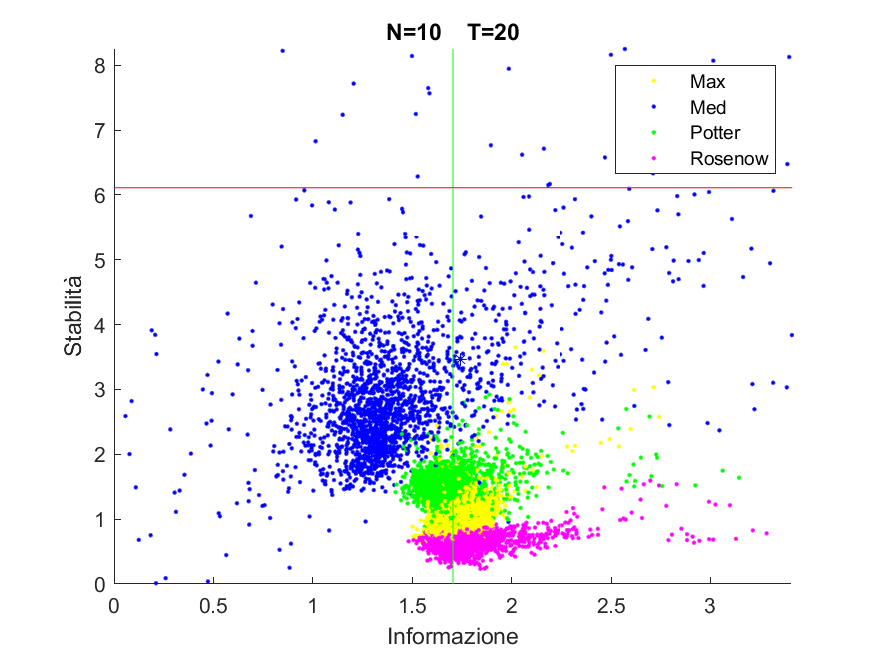 N=10 T=20
Stabilità
8
7
6
5
4
3
2
1
0
Max
Med
Potter
Rosenow
0 0.5 1 1.5 2 2.5 3
Informazione